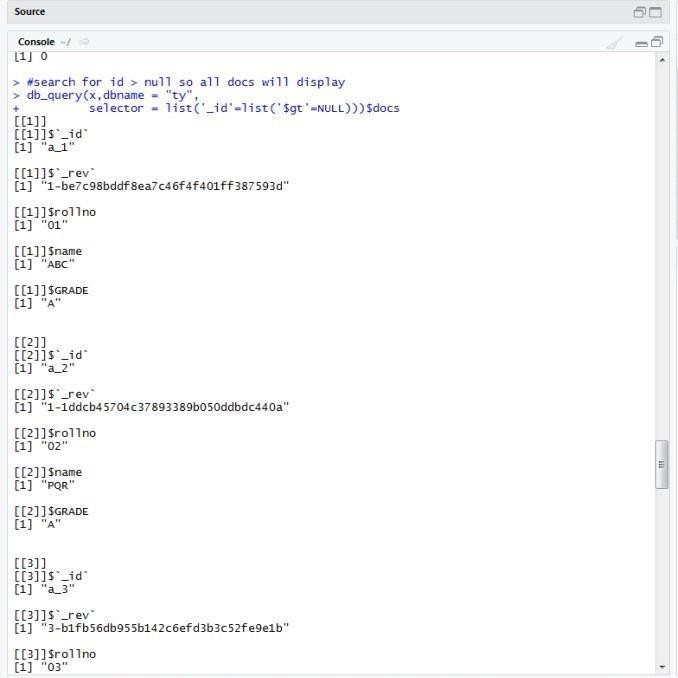 Source
Console ~/
[1] 0
> #search for id > null so all docs will display
> db_query(x,dbname = "ty",
+ selector = list('_id'=list('$gt'=NULL)))$docs
[[1]]
[[1]]$`_id`
[1] "a_1"
[[1]]$`_rev`
[1] "1-be7c98bddf8ea7c46f4f401ff387593d"
[[1]]$rollno
[1] "01"
[[1]]$name
[1] "ABC"
[[1]]$GRADE
[1] "A"
[[2]]
[[2]]$`_id`
[1] "a_2"
[[2]]$`_rev`
[1] "1-1ddcb45704c37893389b050ddbdc440a"
[[2]]$rollno
[1] "02"
[[2]]$name
[1] "PQR"
[[2]]$GRADE
[1] "A"
[[3]]
[[3]]$`_id`
[1] "a_3"
[[3]]$`_rev`
[1] "3-b1fb56db955b142c6efd3b3c52fe9e1b"
[[3]]$rollno
[1] "03"